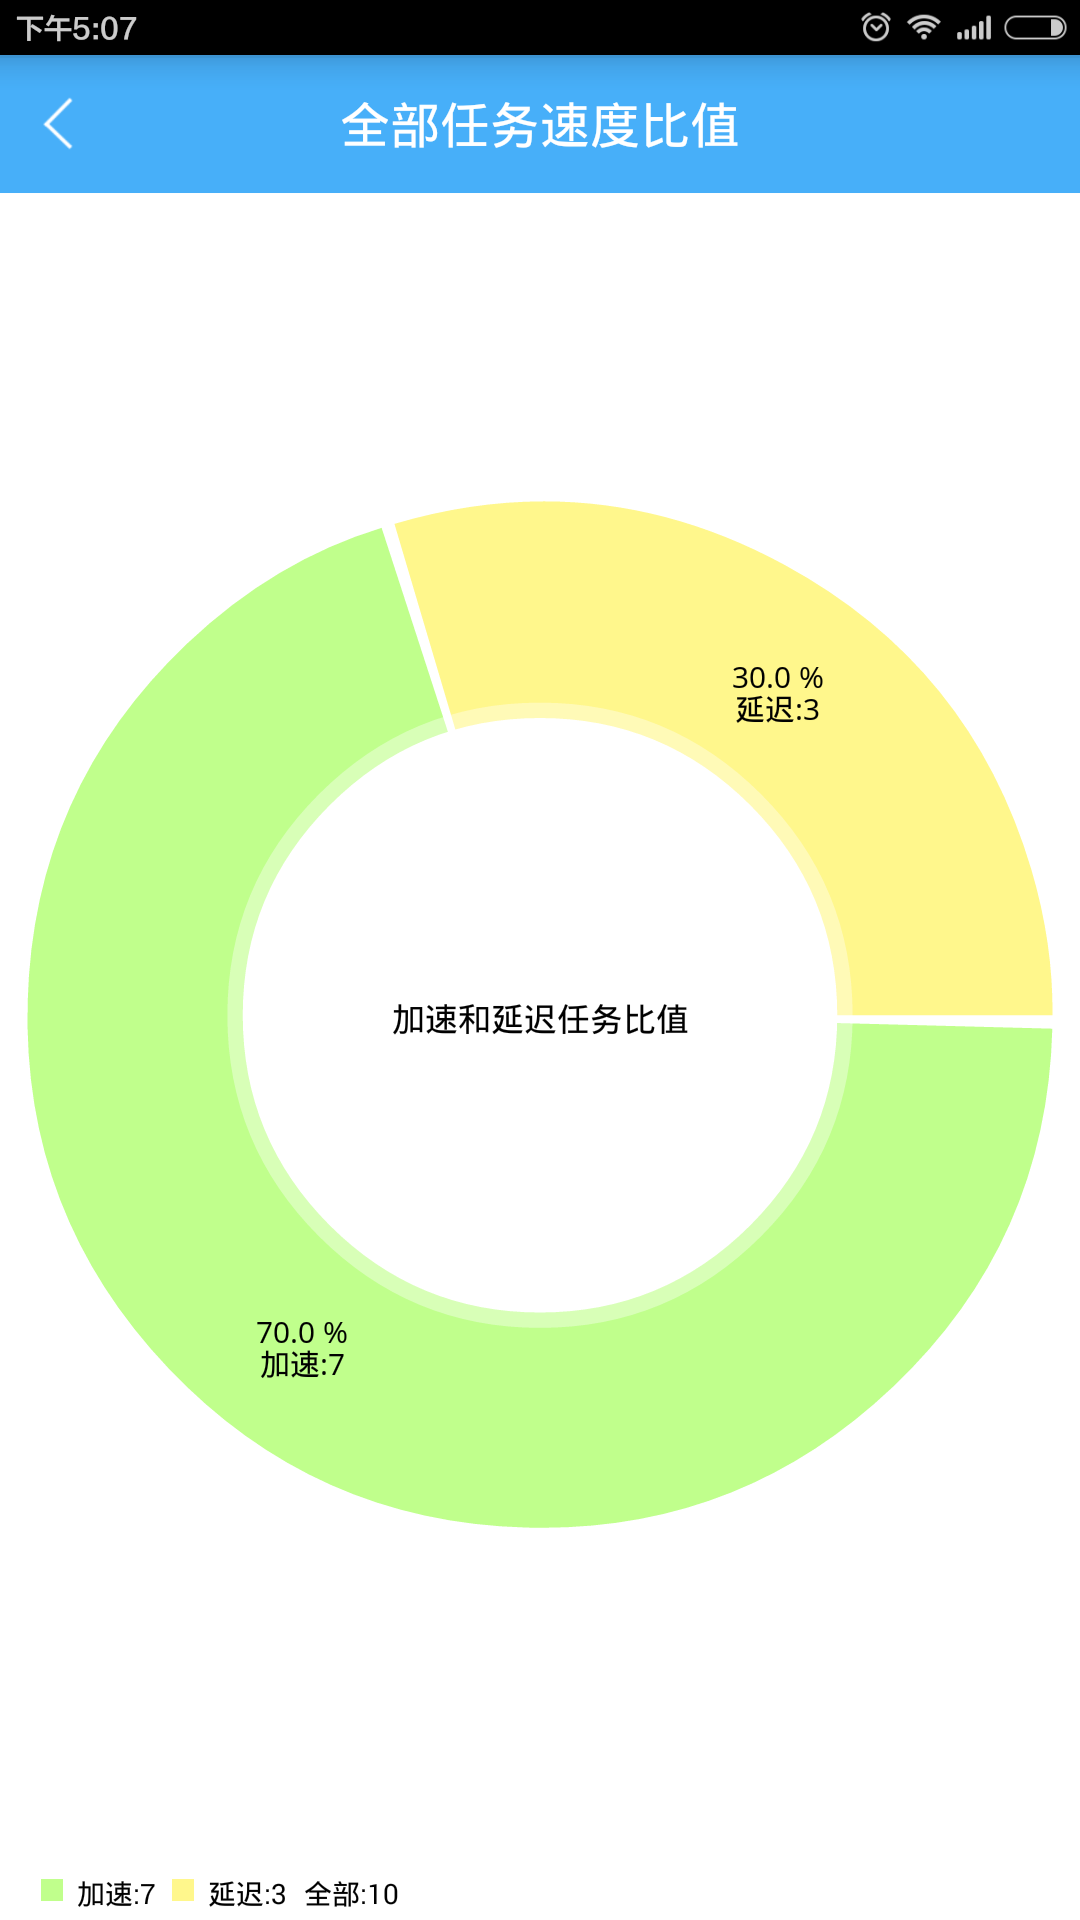 下午5:07
全部任务速度比值
30.0 %
延迟:3
加速和延迟任务比值
70.0 %
加速:7
加速:7 延迟:3 全部:10